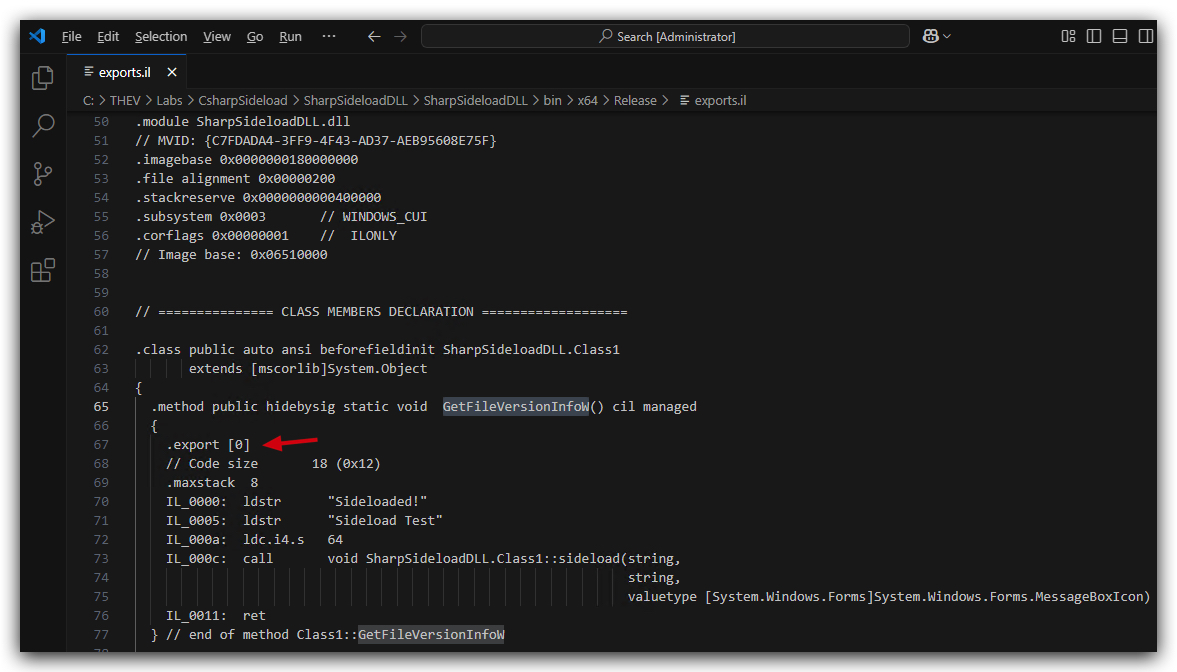 File Edit Selection View Go Run ··· Search [Administrator]
exports.il
C: > THEV > Labs > CsharpSideload > SharpSideloadDLL > SharpSideloadDLL > bin > x64 > Release > exports.il
50 .module SharpSideloadDLL.dll
51 // MVID: {C7FDADA4-3FF9-4F43-AD37-AEB95608E75F}
52 .imagebase 0x0000000180000000
53 .file alignment 0x00000200
54 .stackreserve 0x0000000000400000
55 .subsystem 0x0003 // WINDOWS_CUI
56 .corflags 0x00000001 // ILONLY
57 // Image base: 0x06510000
58
59
60 // =============== CLASS MEMBERS DECLARATION ===================
61
62 .class public auto ansi beforefieldinit SharpSideloadDLL.Class1
63 extends [mscorlib]System.Object
64 {
65 .method public hidebysig static void GetFileVersionInfoW() cil managed
66 {
67 .export [0]
68 // Code size 18 (0x12)
69 .maxstack 8
70 IL_0000: ldstr "Sideloaded!"
71 IL_0005: ldstr "Sideload Test"
72 IL_000a: ldc.i4.s 64
73 IL_000c: call void SharpSideloadDLL.Class1::sideload(string,
74 string,
75 valuetype [System.Windows.Forms]System.Windows.Forms.MessageBoxIcon)
76 IL_0011: ret
77 } // end of method Class1::GetFileVersionInfoW